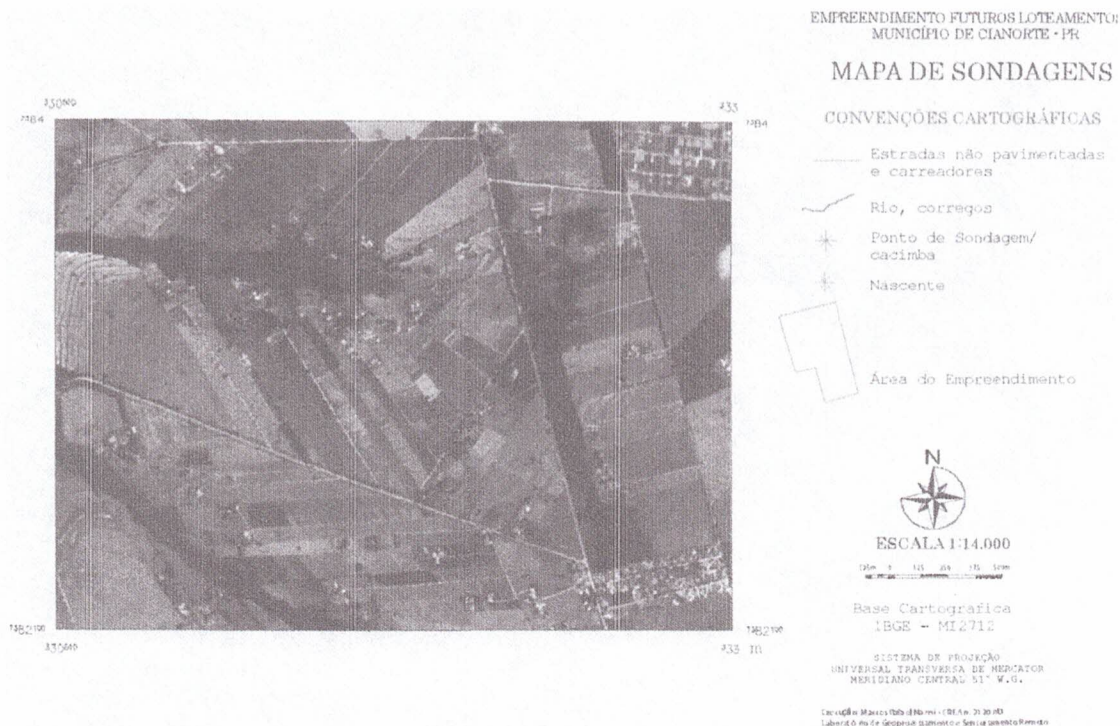 EMPREENDIMENTO FUTUROS LOTEAMENTO
MUNICÍPIO DE CIANORTE - PR
MAPA DE SONDAGENS
CONVENÇÕES CARTOGRÁFICAS
Estradas não pavimentadas
e carreadores
Rio, corregos
Ponto de Sondagem/
cacimba
Nascente
Área do Empreendimento
N
ESCALA 1:14.000
Base Cartografica
IBGE - MI2712
SISTEMA DE PROJEÇÃO
UNIVERSAL TRANSVERSA DE MERCATOR
MERIDIANO CENTRAL 51° W.G.